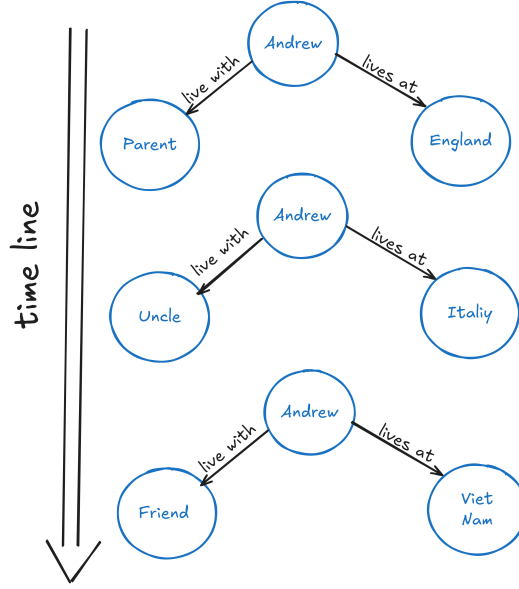 Andrew
live with
lives at
Parent
England
time line
Andrew
live with
lives at
Uncle
Italiy
Andrew
live with
lives at
Friend
Viet
Nam